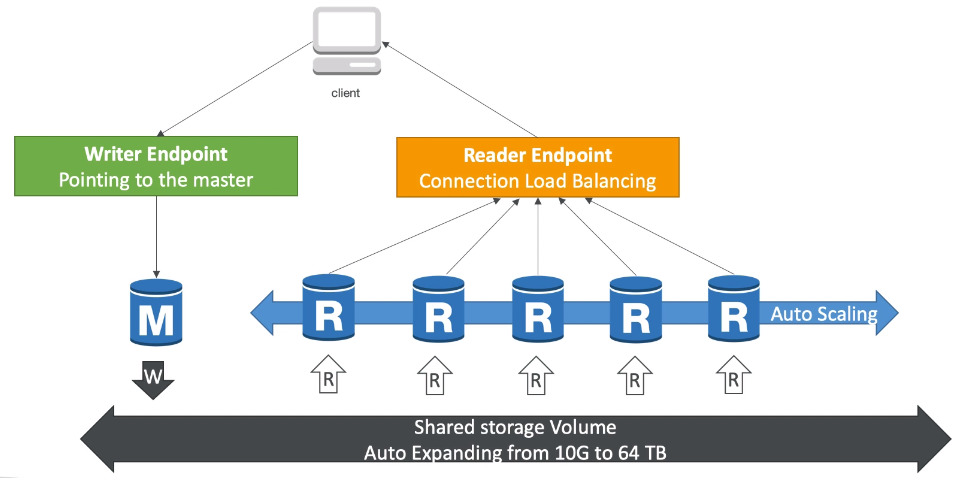 client
Writer Endpoint
Pointing to the master
Reader Endpoint
Connection Load Balancing
M
R
R
R
R
R
Auto Scaling
W
R
R
R
R
R
Shared storage Volume
Auto Expanding from 10G to 64 TB